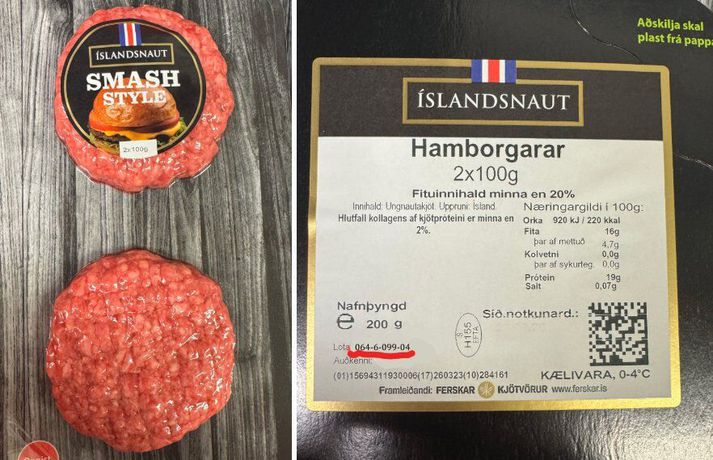 ÍSLANDSNAUT
SMASH
STYLE
2x100g
Aðskilja skal
plast frá pappa
ÍSLANDSNAUT
Hamborgarar
2x100g
Fituinnihald minna en 20%
Innihald: Ungnautakjöt. Uppruni: Ísland.
Hlutfall kollagens af kjötpróteini er minna en
2%.
Næringargildi í 100g:
Orka 920 kJ / 220 kkal
Fita 16g
þar af mettuð 4,7g
Kolvetni 0,0g
þar af sykurteg. 0,0g
Prótein 19g
Salt 0,07g
Nafnþyngd
e 200 g
Síð.notkunard.:
Lota 064-6-099-04
Auðkenni:
(01)15694311930006(17)260323(10)284161
H155
EFTA
KÆLIVARA, 0-4°C
Framleiðandi: FERSKAR KJÖTVÖRUR www.ferskar.is